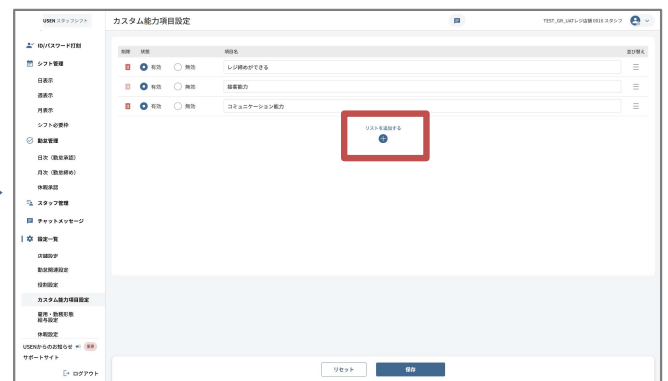 USEN スタッフシフト
カスタム能力項目設定
TEST_GR_UATレジ店舗0016 スタッフ
ID/パスワード打刻
シフト管理
日表示
週表示
月表示
シフト必要枠
勤怠管理
日次（勤怠承認）
月次（勤怠締め）
休暇承認
スタッフ管理
チャットメッセージ
設定一覧
店舗設定
勤怠関連設定
役割設定
カスタム能力項目設定
雇用・勤務形態
給与設定
休暇設定
USENからのお知らせ
重要
サポートサイト
ログアウト
削除 状態 項目名 並び替え
有効 無効 レジ締めができる
有効 無効 接客能力
有効 無効 コミュニケーション能力
リストを追加する
リセット 保存